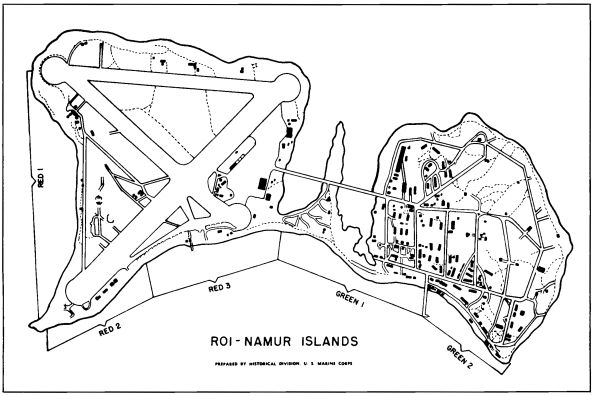 RED 1
RED 2
RED 3
GREEN 1
GREEN 2
ROI-NAMUR ISLANDS
PREPARED BY HISTORICAL DIVISION, U. S. MARINE CORPS